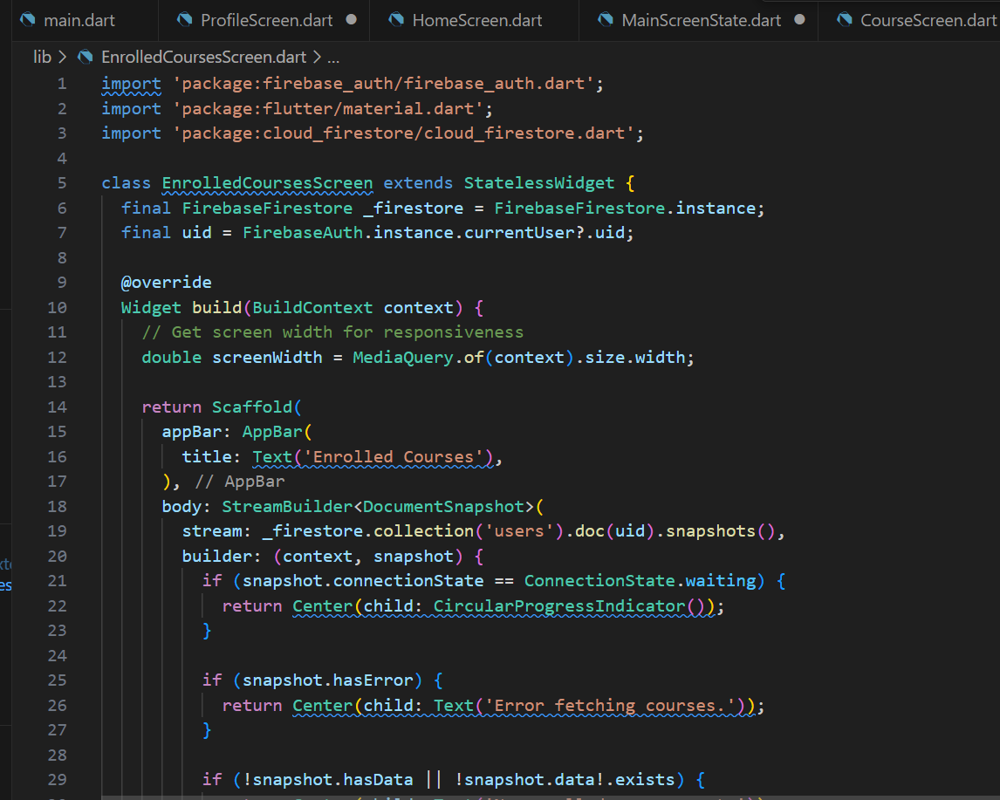 main.dart
ProfileScreen.dart
HomeScreen.dart
MainScreenState.dart
CourseScreen.dart
lib > EnrolledCoursesScreen.dart > ...
1 import 'package:firebase_auth/firebase_auth.dart';
2 import 'package:flutter/material.dart';
3 import 'package:cloud_firestore/cloud_firestore.dart';
4
5 class EnrolledCoursesScreen extends StatelessWidget {
6 final FirebaseFirestore _firestore = FirebaseFirestore.instance;
7 final uid = FirebaseAuth.instance.currentUser?.uid;
8
9 @override
10 Widget build(BuildContext context) {
11 // Get screen width for responsiveness
12 double screenWidth = MediaQuery.of(context).size.width;
13
14 return Scaffold(
15 appBar: AppBar(
16 title: Text('Enrolled Courses'),
17 ), // AppBar
18 body: StreamBuilder<DocumentSnapshot>(
19 stream: _firestore.collection('users').doc(uid).snapshots(),
20 builder: (context, snapshot) {
21 if (snapshot.connectionState == ConnectionState.waiting) {
22 return Center(child: CircularProgressIndicator());
23 }
24
25 if (snapshot.hasError) {
26 return Center(child: Text('Error fetching courses.'));
27 }
28
29 if (!snapshot.hasData || !snapshot.data!.exists) {